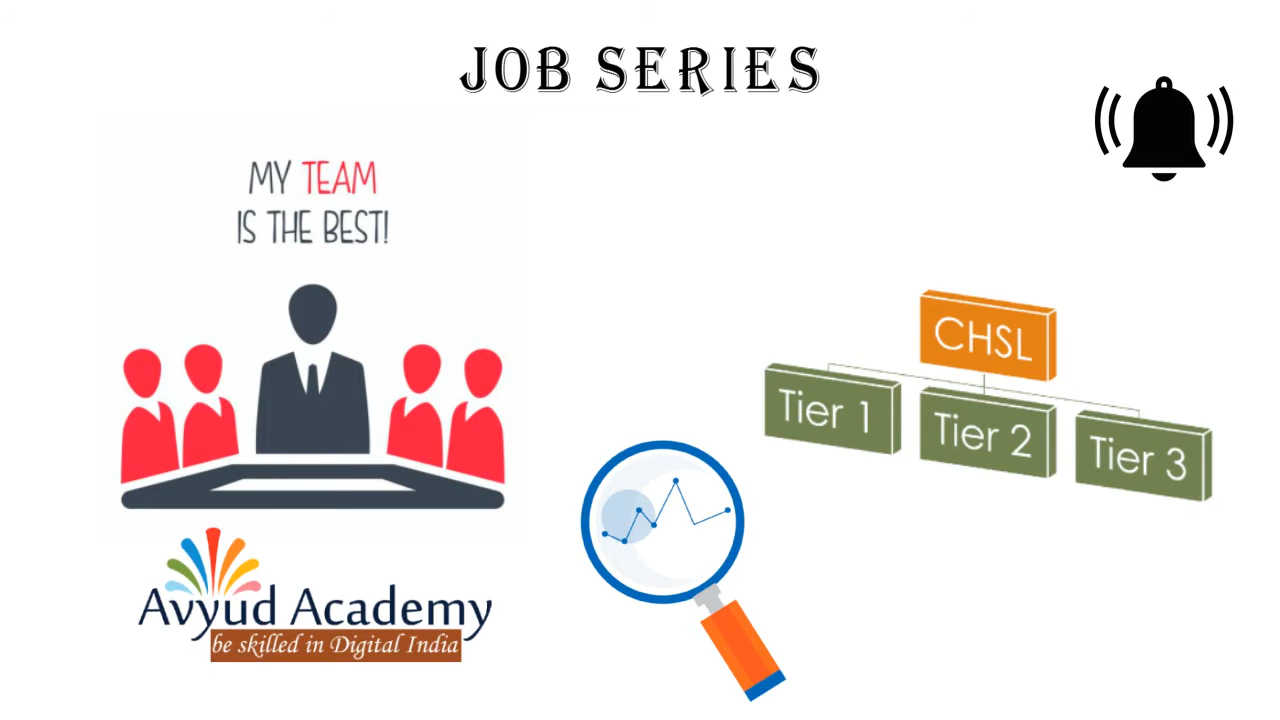 JOB SERIES
MY TEAM
IS THE BEST!
CHSL
Tier 1
Tier 2
Tier 3
Avyud Academy
be skilled in Digital India